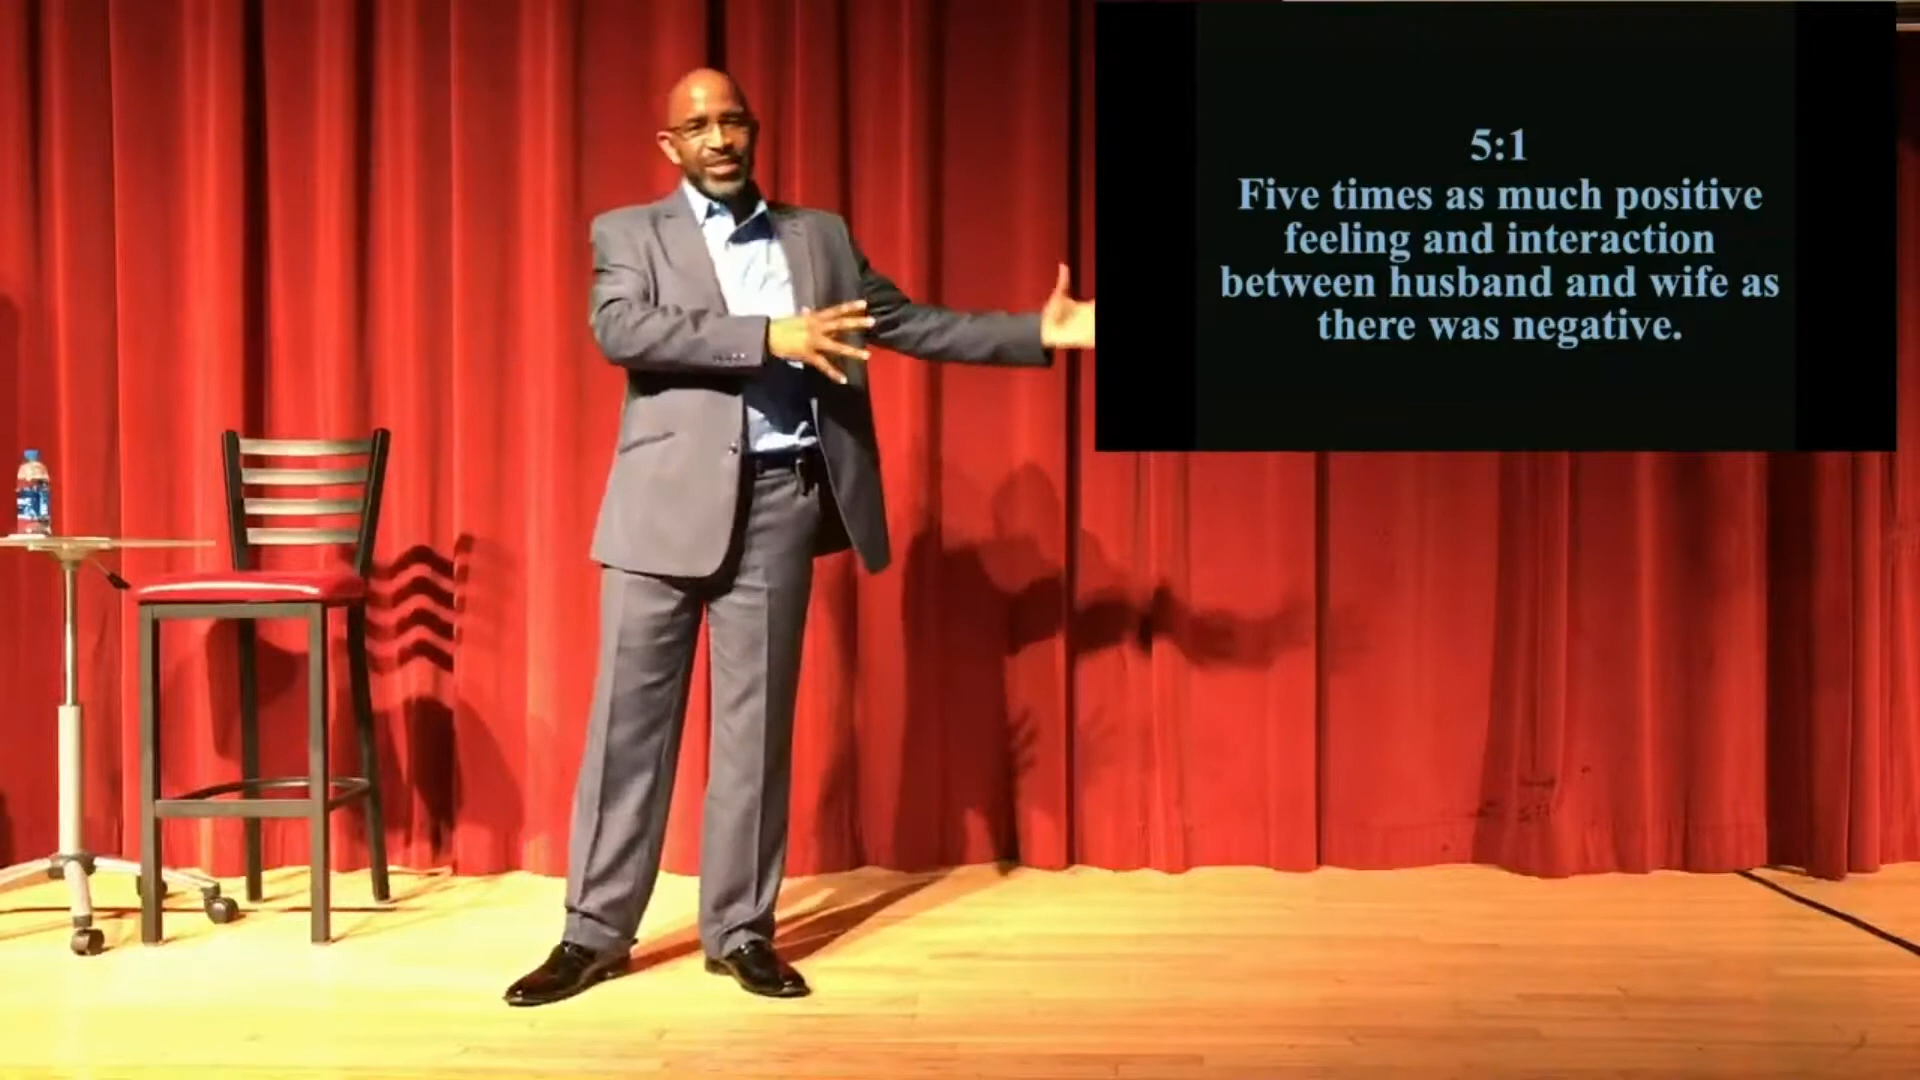 5:1
Five times as much positive
feeling and interaction
between husband and wife as
there was negative.